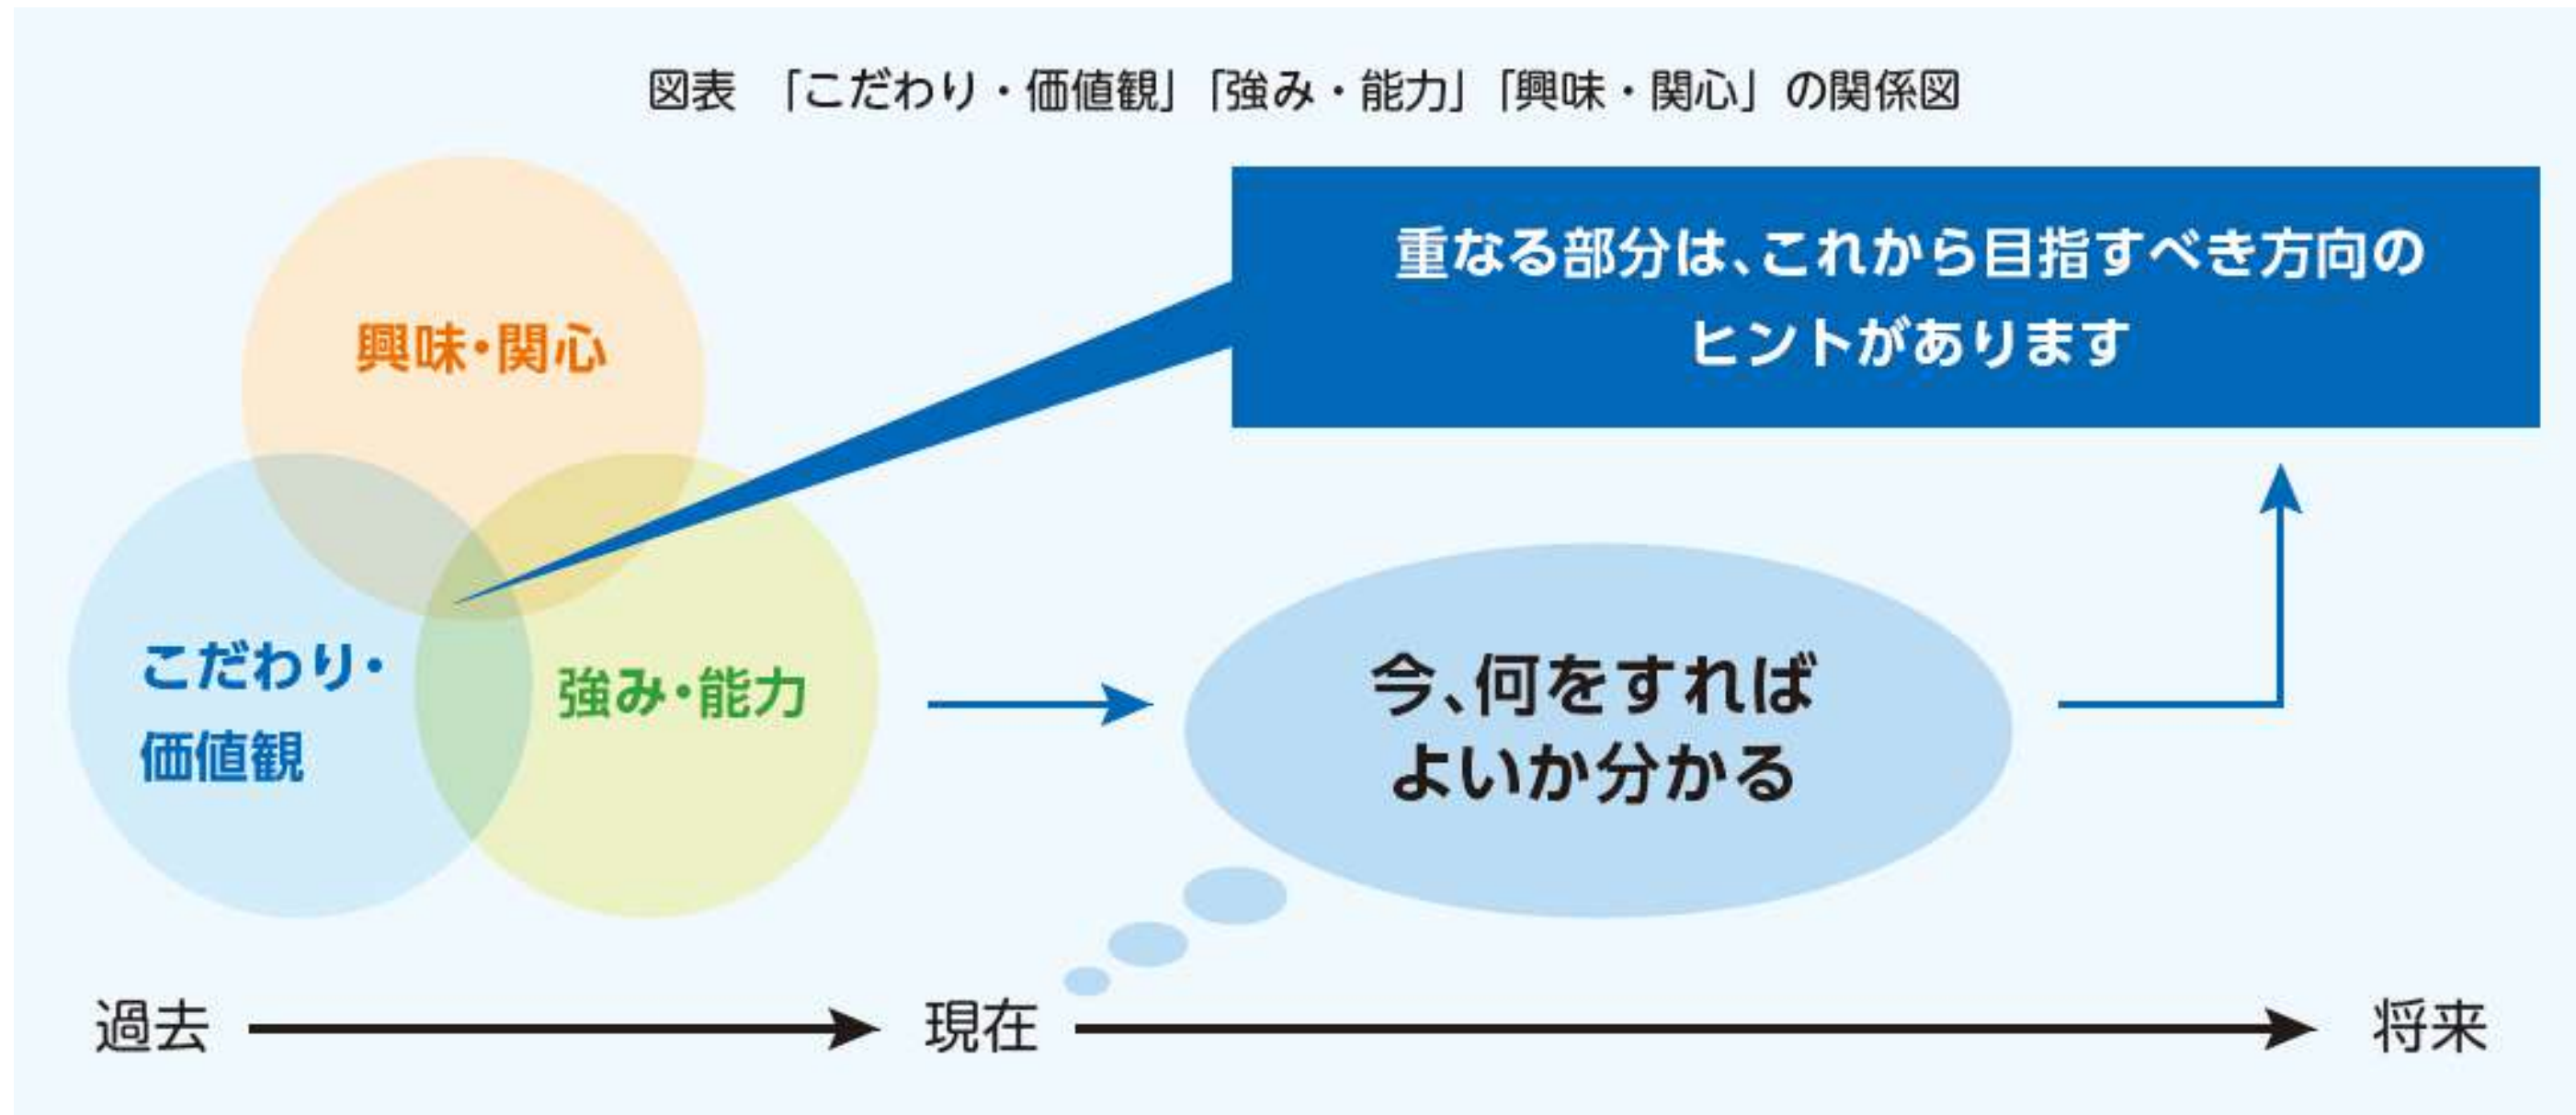 図表　「こだわり・価値観」「強み・能力」「興味・関心」の関係図
重なる部分は、これから目指すべき方向の
ヒントがあります
興味・関心
こだわり・
価値観
強み・能力
今、何をすれば
よいか分かる
過去
現在
将来